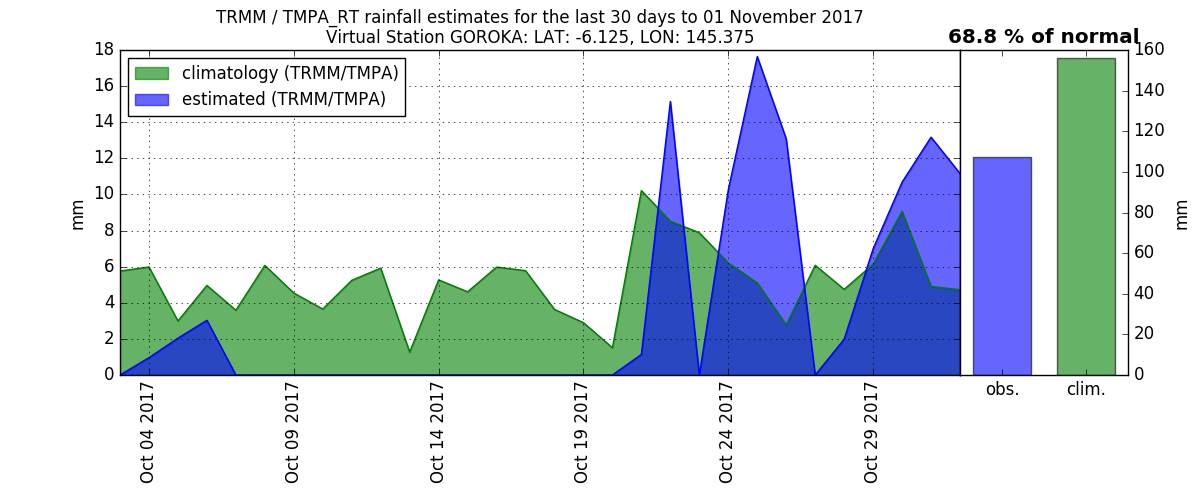 TRMM / TMPA_RT rainfall estimates for the last 30 days to 01 November 2017
Virtual Station GOROKA: LAT: -6.125, LON: 145.375
68.8 % of normal
climatology (TRMM/TMPA)
estimated (TRMM/TMPA)
18
16
14
12
10
8
6
4
2
0
mm
Oct 04 2017
Oct 09 2017
Oct 14 2017
Oct 19 2017
Oct 24 2017
Oct 29 2017
obs.
clim.
160
140
120
100
80
60
40
20
0
mm